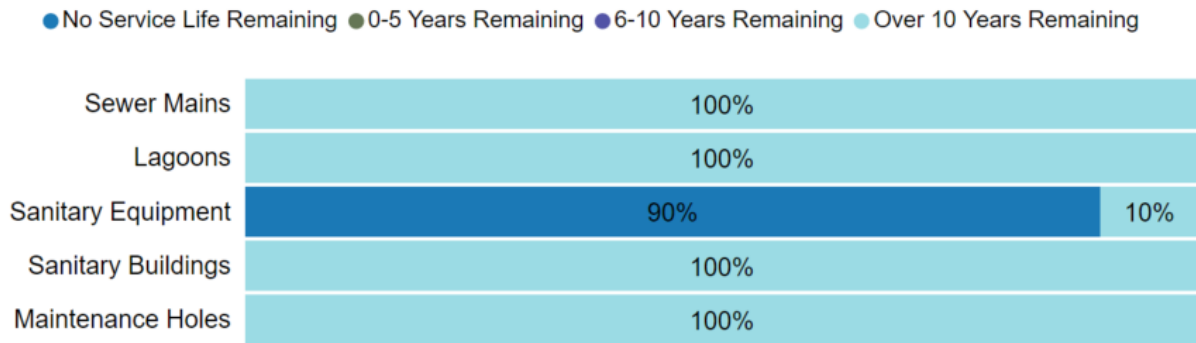 No Service Life Remaining 0-5 Years Remaining 6-10 Years Remaining Over 10 Years Remaining
Sewer Mains 100%
Lagoons 100%
Sanitary Equipment 90% 10%
Sanitary Buildings 100%
Maintenance Holes 100%